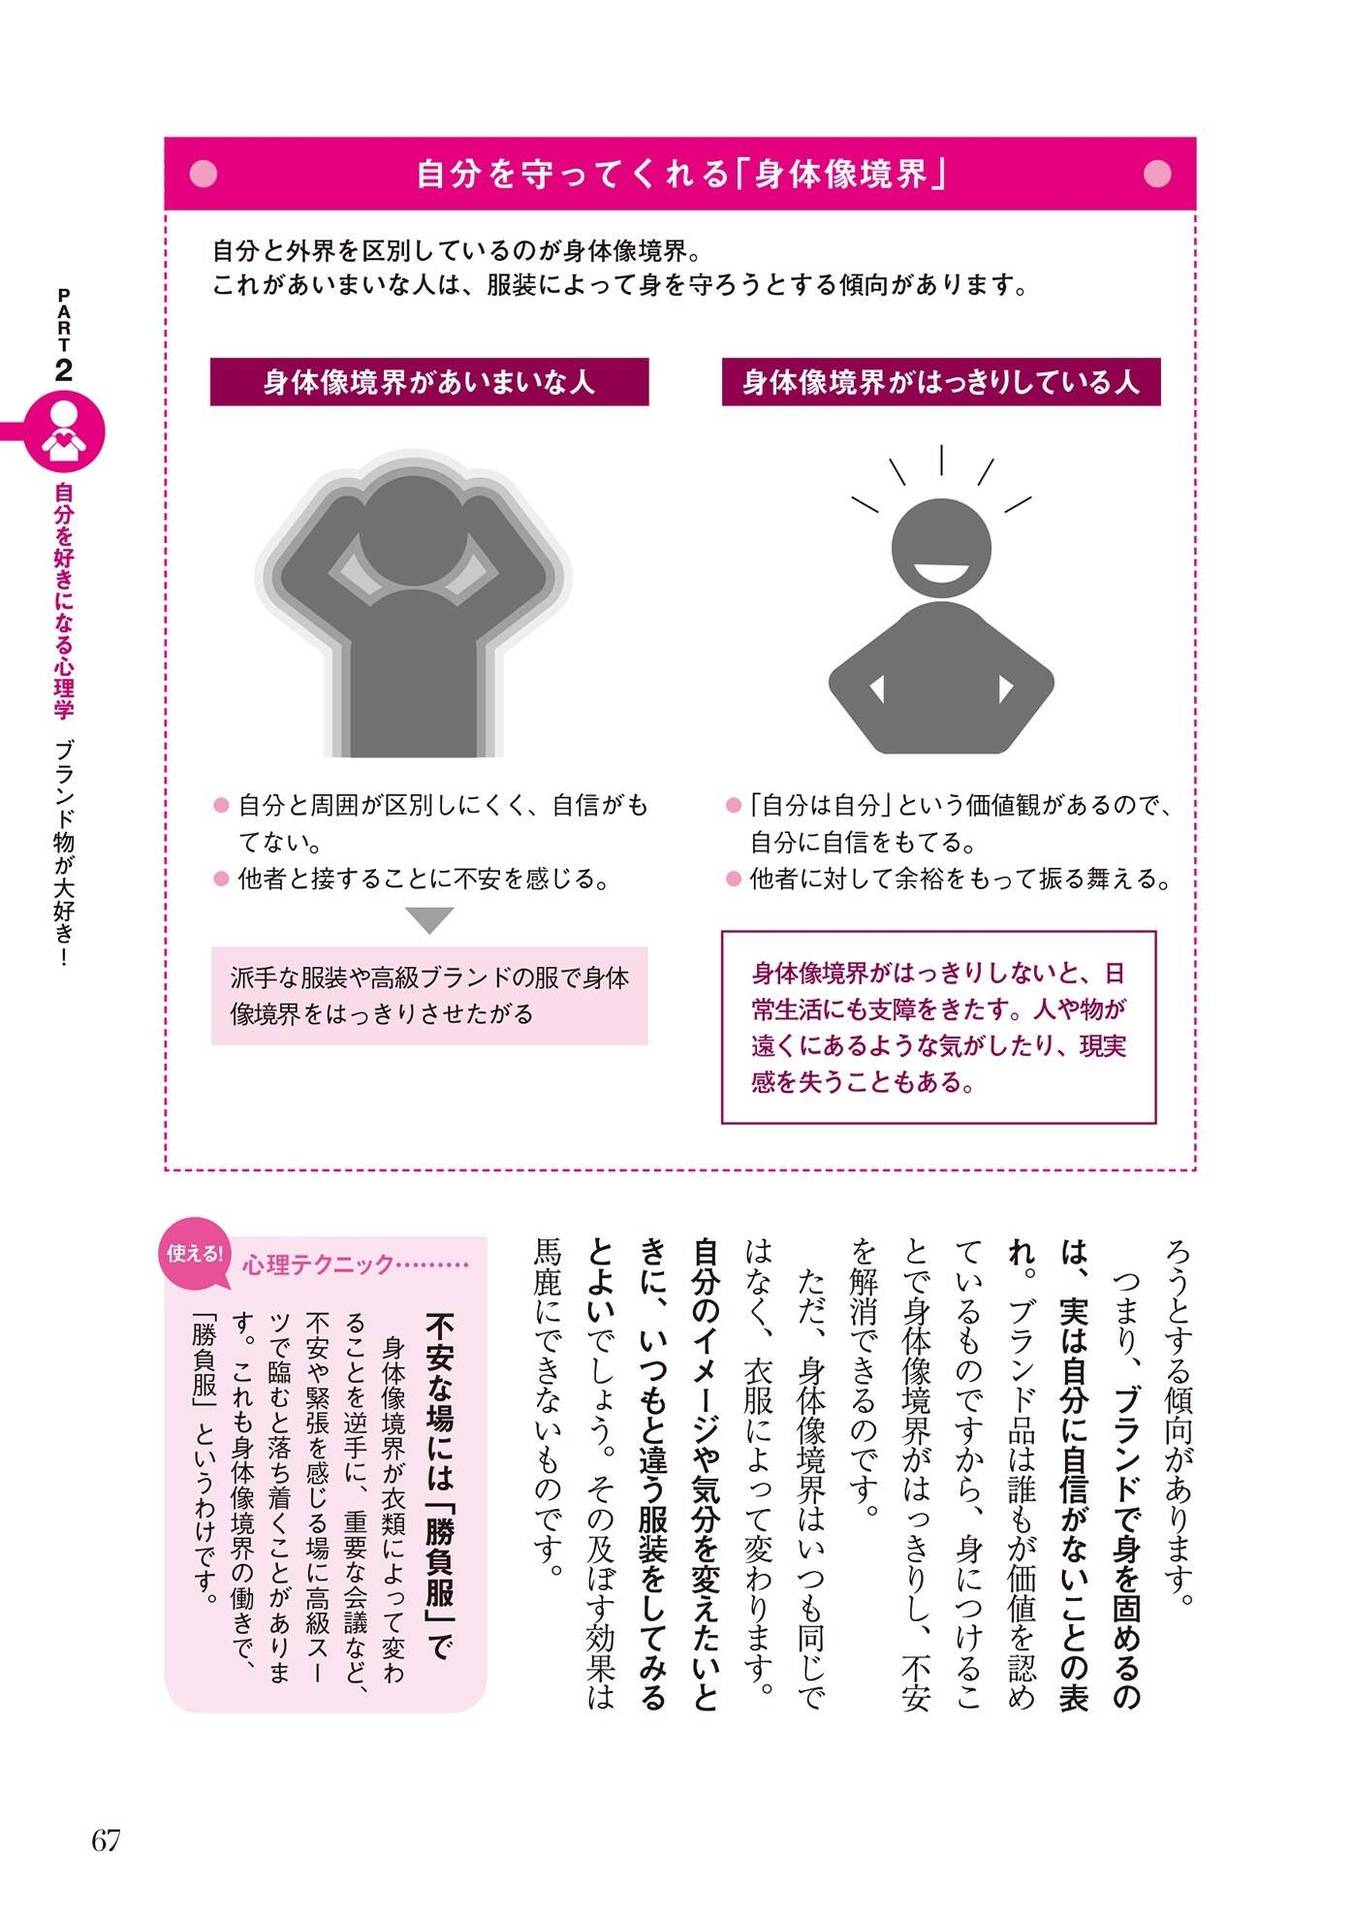 自分を守ってくれる「身体像境界」
自分と外界を区別しているのが身体像境界。
これがあいまいな人は、服装によって身を守ろうとする傾向があります。
身体像境界があいまいな人
自分と周囲が区別しにくく、自信がも
てない。
他者と接することに不安を感じる。
派手な服装や高級ブランドの服で身体
像境界をはっきりさせたがる
身体像境界がはっきりしている人
「自分は自分」という価値観があるので、
自分に自信をもてる。
他者に対して余裕をもって振る舞える。
身体像境界がはっきりしないと、日
常生活にも支障をきたす。人や物が
遠くにあるような気がしたり、現実
感を失うこともある。
PART 2
自分を好きになる心理学 ブランド物が大好き！
ろうとする傾向があります。
つまり、ブランドで身を固めるの
は、実は自分に自信がないことの表
れ。ブランド品は誰もが価値を認め
ているものですから、身につけるこ
とで身体像境界がはっきりし、不安
を解消できるのです。
ただ、身体像境界はいつも同じで
はなく、衣服によって変わります。
自分のイメージや気分を変えたいと
きに、いつもと違う服装をしてみる
とよいでしょう。その及ぼす効果は
馬鹿にできないものです。
使える!
心理テクニック………
不安な場には「勝負服」で
身体像境界が衣類によって変わ
ることを逆手に、重要な会議など、
不安や緊張を感じる場に高級スー
ツで臨むと落ち着くことがありま
す。これも身体像境界の働きで、
「勝負服」というわけです。
67